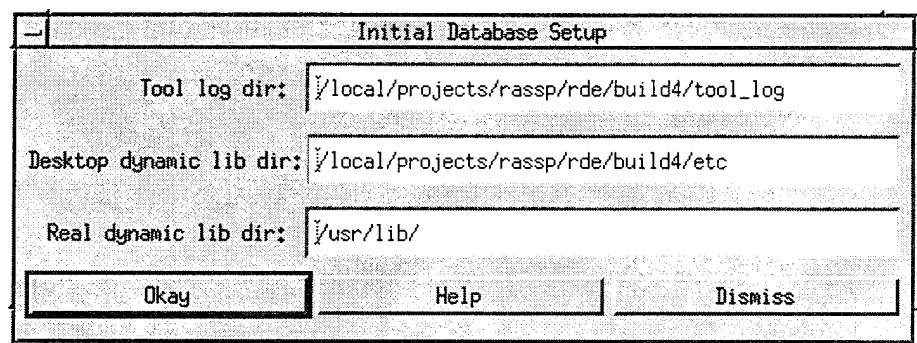 Initial Database Setup
Tool log dir: /local/projects/rassp/rde/build4/tool_log
Desktop dynamic lib dir: /local/projects/rassp/rde/build4/etc
Real dynamic lib dir: /usr/lib/
Okay Help Dismiss